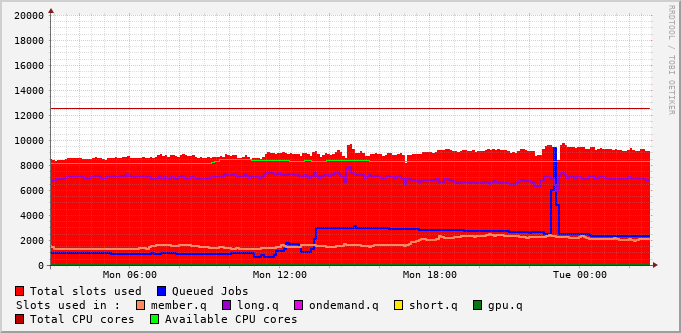 RRDTOOL / TOBI OETIKER
20000
18000
16000
14000
12000
10000
8000
6000
4000
2000
0
Mon 06:00 Mon 12:00 Mon 18:00 Tue 00:00
Total slots used Queued Jobs
Slots used in : member.q long.q ondemand.q short.q gpu.q
Total CPU cores Available CPU cores